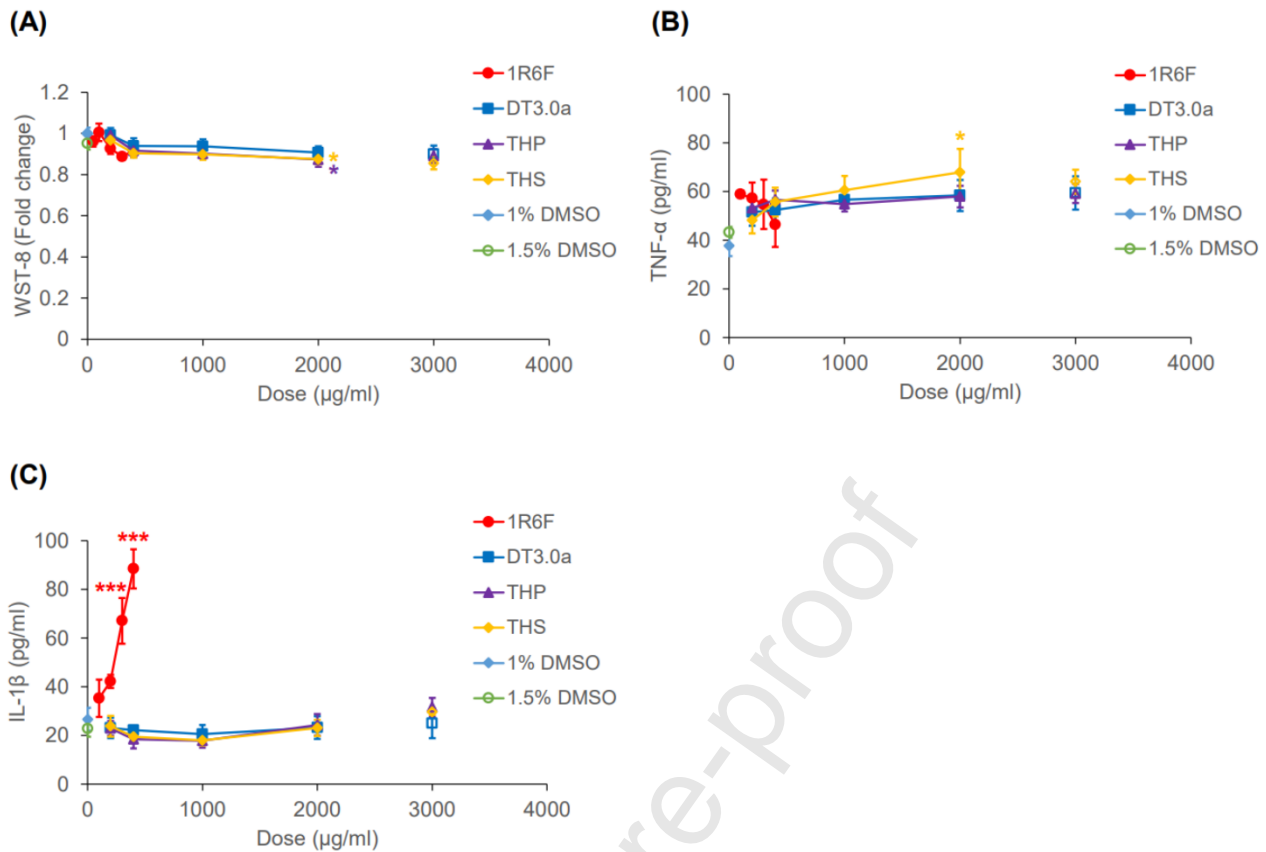 (A)
WST-8 (Fold change)
1.2
1
0.8
0.6
0.4
0.2
0
0 1000 2000 3000 4000
Dose (µg/ml)
*
*
1R6F
DT3.0a
THP
THS
1% DMSO
1.5% DMSO
(B)
TNF-α (pg/ml)
100
80
60
40
20
0
0 1000 2000 3000 4000
Dose (µg/ml)
*
1R6F
DT3.0a
THP
THS
1% DMSO
1.5% DMSO
(C)
IL-1β (pg/ml)
100
80
60
40
20
0
0 1000 2000 3000 4000
Dose (µg/ml)
***
***
1R6F
DT3.0a
THP
THS
1% DMSO
1.5% DMSO
re-proof